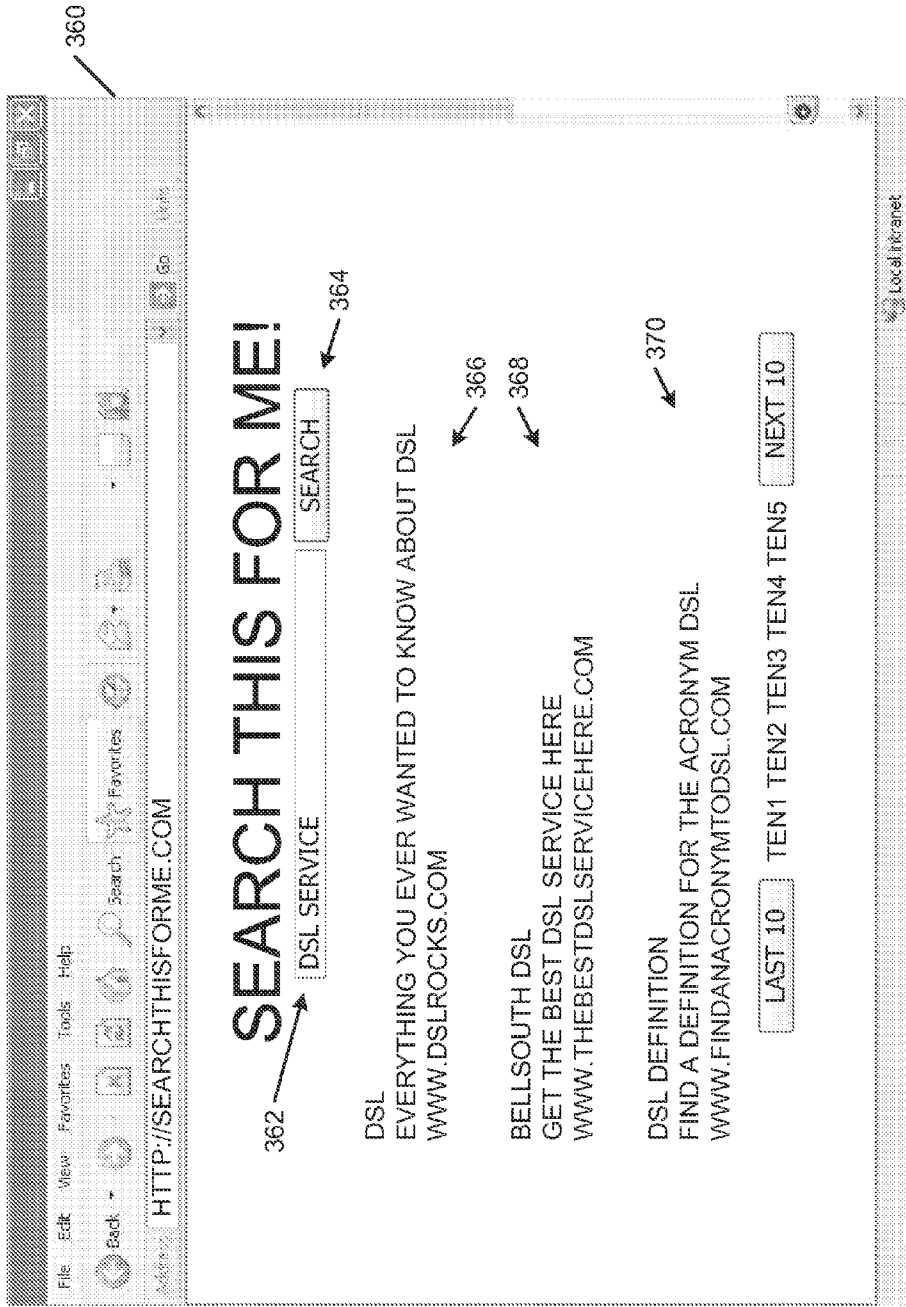 360
File Edit View Favorites Tools Help
Back Search Favorites
Address HTTP://SEARCHTHISFORME.COM Go Links
SEARCH THIS FOR ME!
362 DSL SERVICE SEARCH 364
DSL
EVERYTHING YOU EVER WANTED TO KNOW ABOUT DSL
WWW.DSLROCKS.COM
366
BELLSOUTH DSL
368
GET THE BEST DSL SERVICE HERE
WWW.THEBESTDSLSERVICEHERE.COM
DSL DEFINITION
370
FIND A DEFINITION FOR THE ACRONYM DSL
WWW.FINDANACRONYMTODSL.COM
LAST 10 TEN1 TEN2 TEN3 TEN4 TEN5 NEXT 10
Local intranet